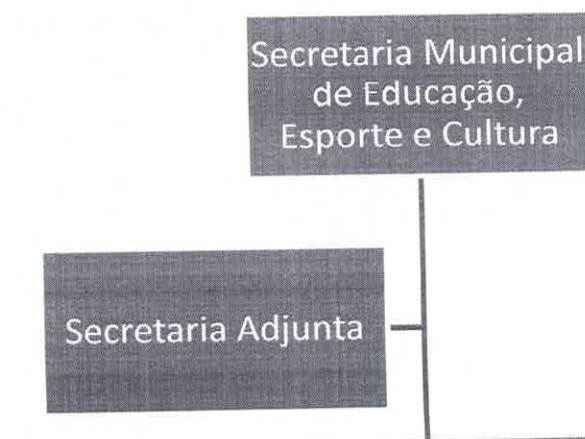 Secretaria Municipal
de Educação,
Esporte e Cultura
Secretaria Adjunta